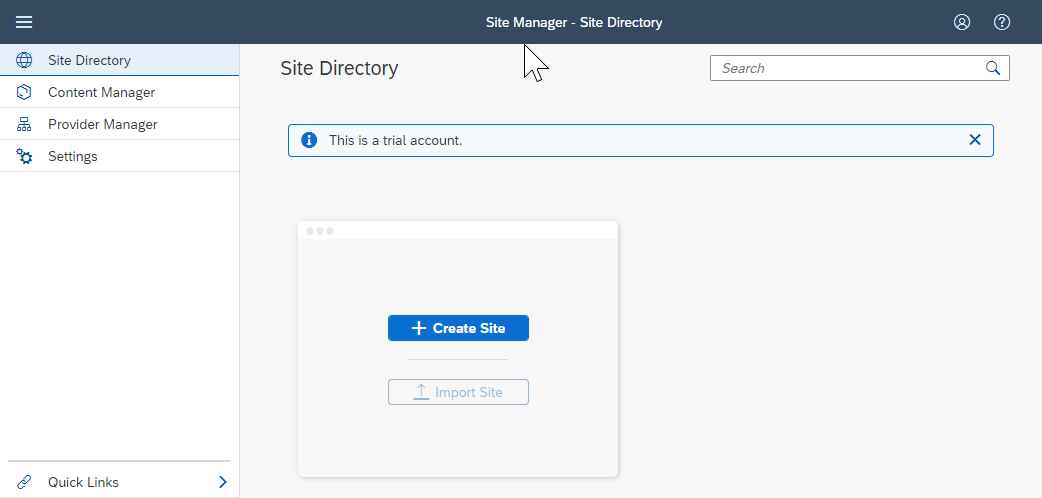 Site Manager - Site Directory
Site Directory
Content Manager
Provider Manager
Settings
Quick Links
Site Directory
Search
This is a trial account.
Create Site
Import Site